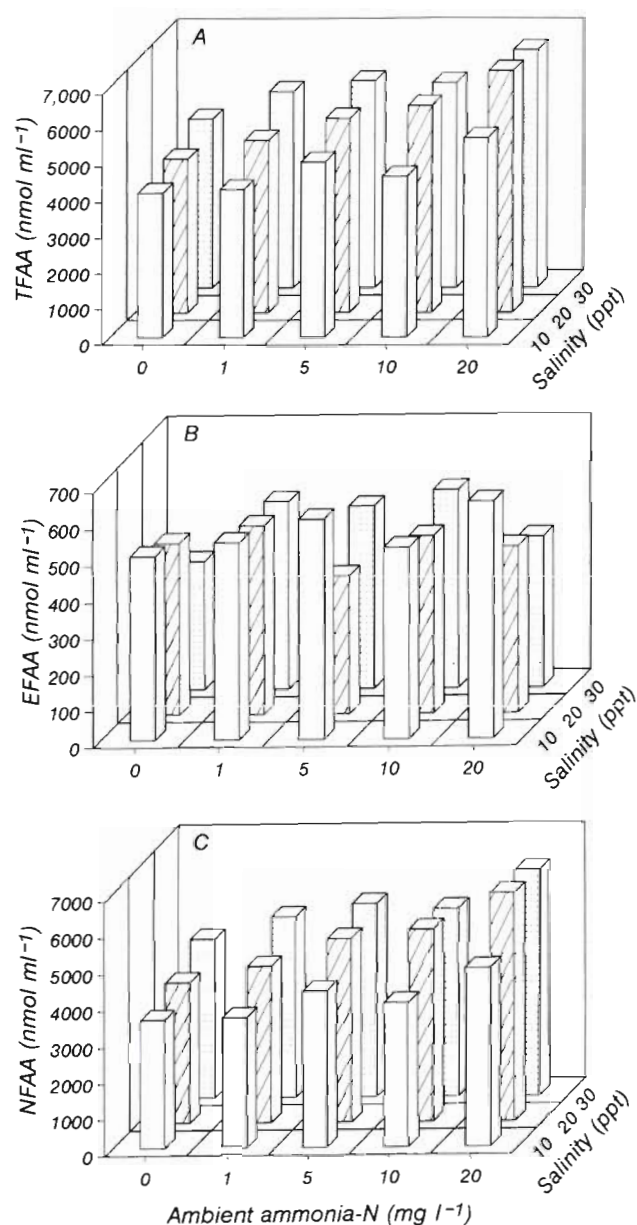 A
7,000
6000
5000
4000
3000
2000
1000
0
TFAA (nmol ml⁻¹)
0 1 5 10 20
10 20 30
Salinity (ppt)
B
700
600
500
400
300
200
100
0
EFAA (nmol ml⁻¹)
0 1 5 10 20
10 20 30
Salinity (ppt)
C
7000
6000
5000
4000
3000
2000
1000
0
NFAA (nmol ml⁻¹)
0 1 5 10 20
10 20 30
Salinity (ppt)
Ambient ammonia-N (mg l⁻¹)